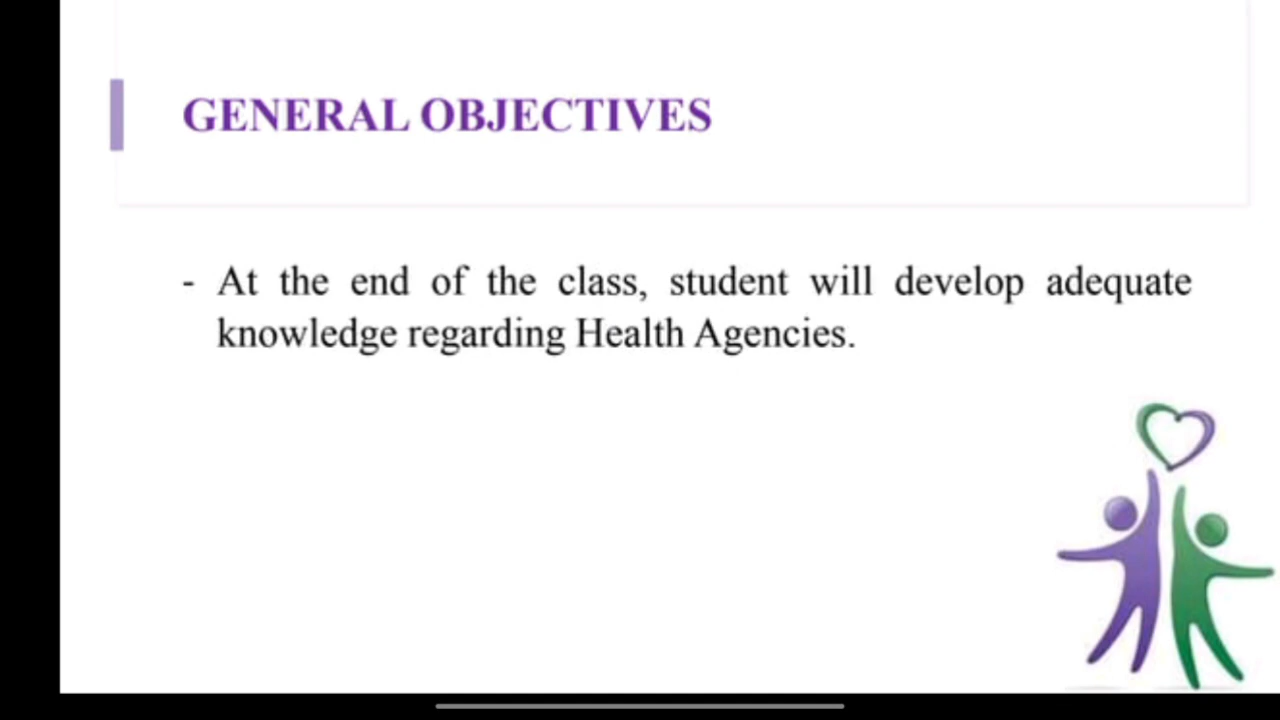 GENERAL OBJECTIVES
- At the end of the class, student will develop adequate
knowledge regarding Health Agencies.